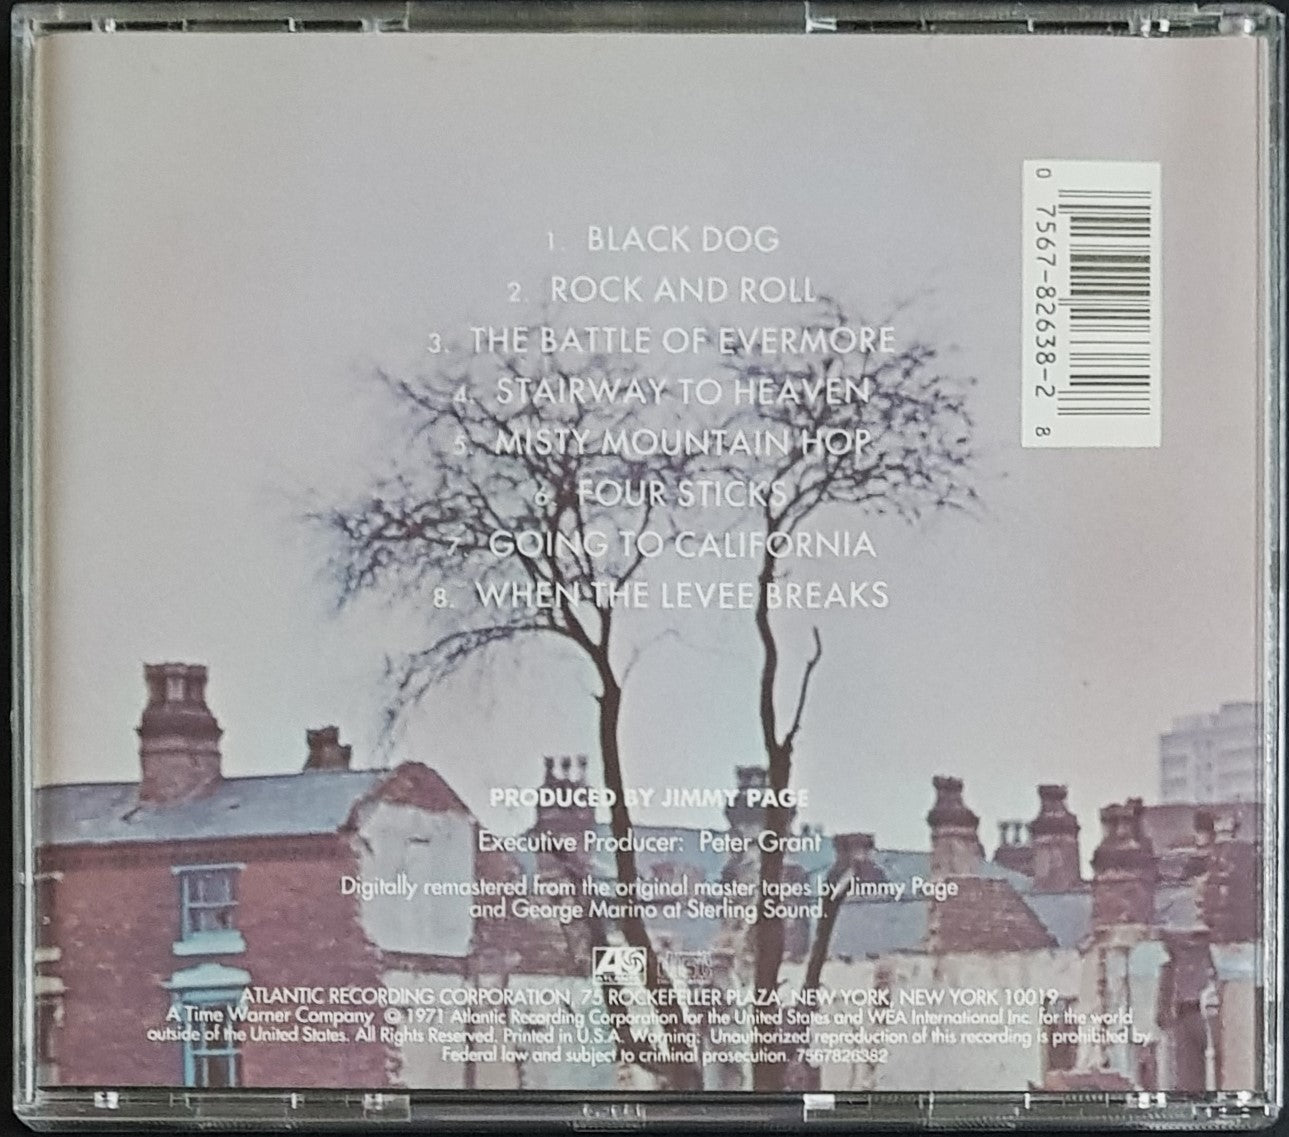 1. BLACK DOG
2. ROCK AND ROLL
3. THE BATTLE OF EVERMORE
4. STAIRWAY TO HEAVEN
5. MISTY MOUNTAIN HOP
6. FOUR STICKS
7. GOING TO CALIFORNIA
8. WHEN THE LEVEE BREAKS
0 7567-82638-2 8
PRODUCED BY JIMMY PAGE
Executive Producer: Peter Grant
Digitally remastered from the original master tapes by Jimmy Page
and George Marino at Sterling Sound.
ATLANTIC RECORDING CORPORATION, 75 ROCKEFELLER PLAZA, NEW YORK, NEW YORK 10019
A Time Warner Company ℗ 1971 Atlantic Recording Corporation for the United States and WEA International Inc. for the world
outside of the United States. All Rights Reserved. Printed in U.S.A. Warning: Unauthorized reproduction of this recording is prohibited by
Federal law and subject to criminal prosecution. 7567826382